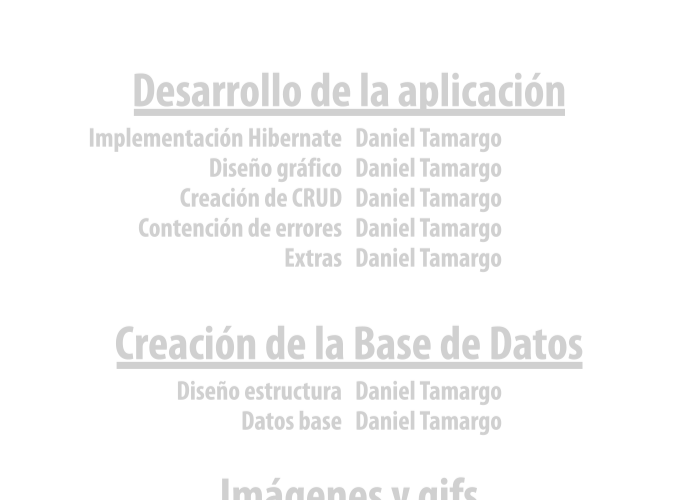 Desarrollo de la aplicación
Implementación Hibernate Daniel Tamargo
Diseño gráfico Daniel Tamargo
Creación de CRUD Daniel Tamargo
Contención de errores Daniel Tamargo
Extras Daniel Tamargo
Creación de la Base de Datos
Diseño estructura Daniel Tamargo
Datos base Daniel Tamargo
Imágenes y gifs